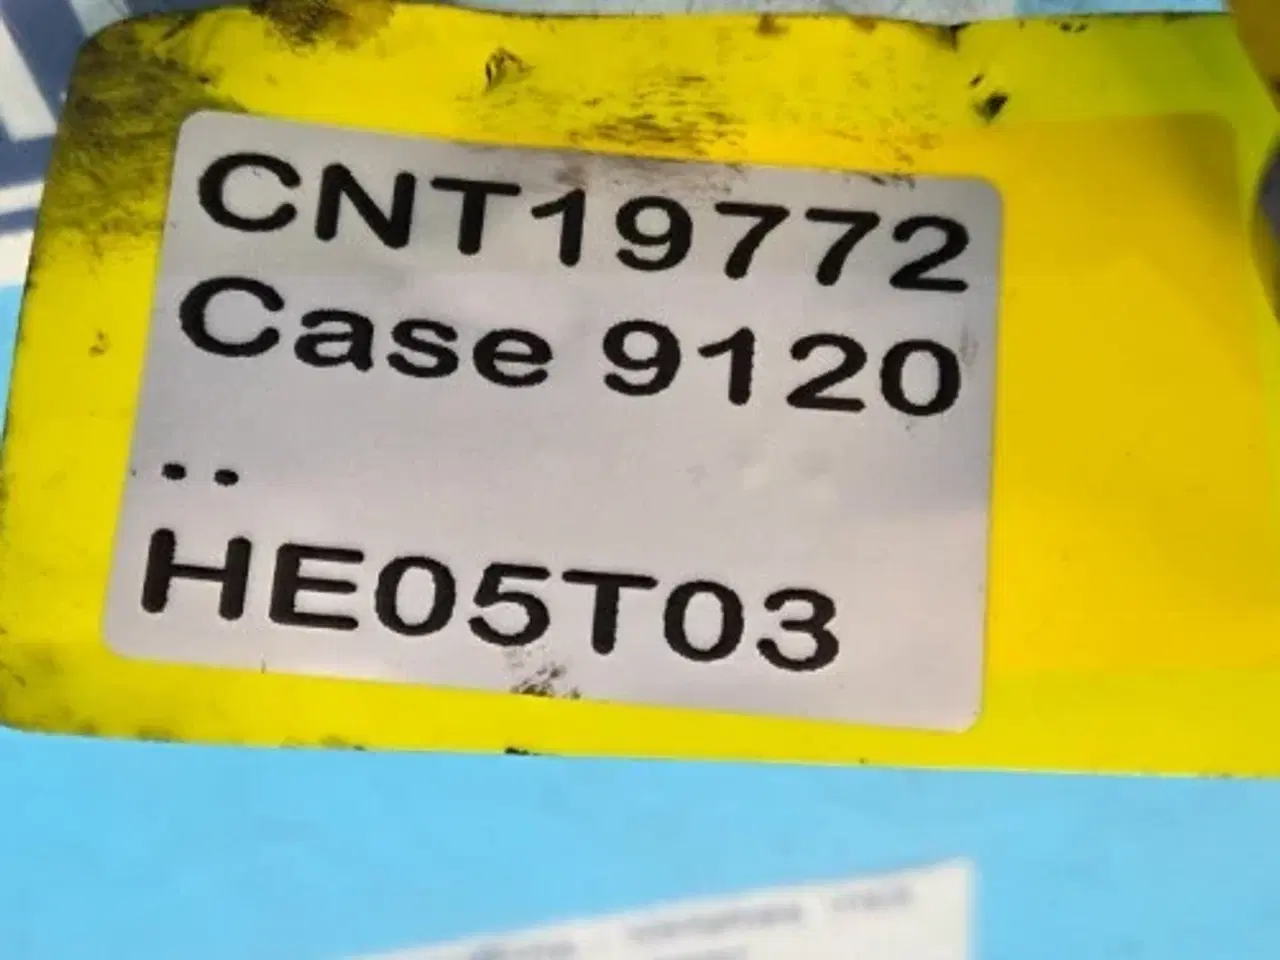 CNT19772
Case 9120
..
HE05T03